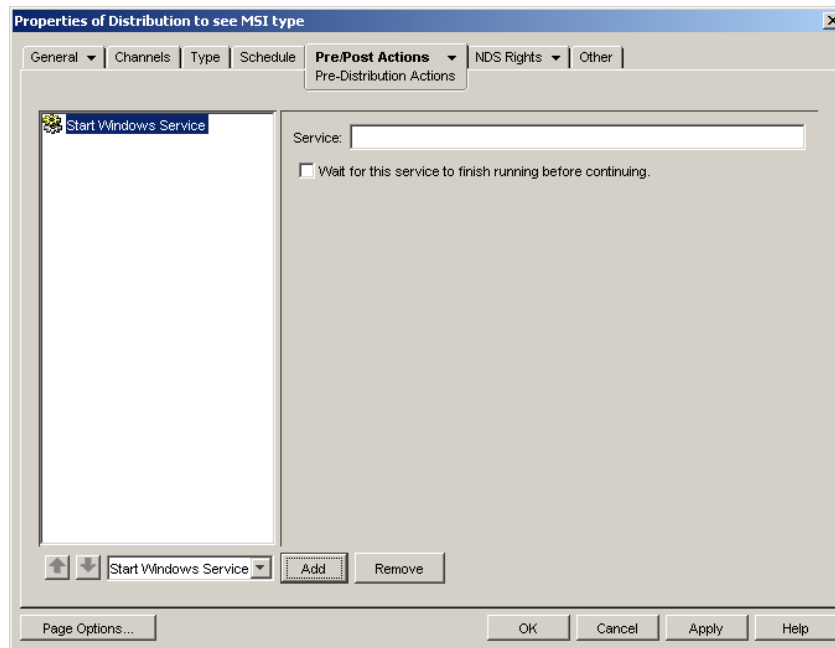 Properties of Distribution to see MSI type
General Channels Type Schedule Pre/Post Actions NDS Rights Other
Pre-Distribution Actions
Start Windows Service
Service:
Wait for this service to finish running before continuing.
Start Windows Service Add Remove
Page Options... OK Cancel Apply Help